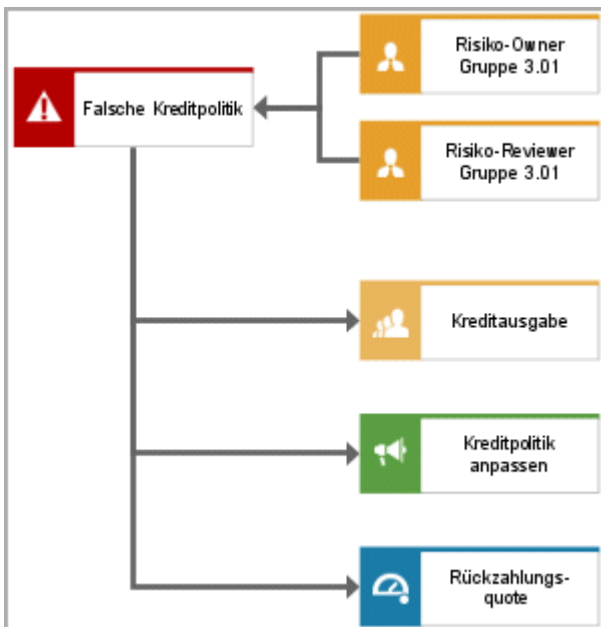 Risiko-Owner
Gruppe 3.01
Falsche Kreditpolitik
Risiko-Reviewer
Gruppe 3.01
Kreditausgabe
Kreditpolitik
anpassen
Rückzahlungs-
quote